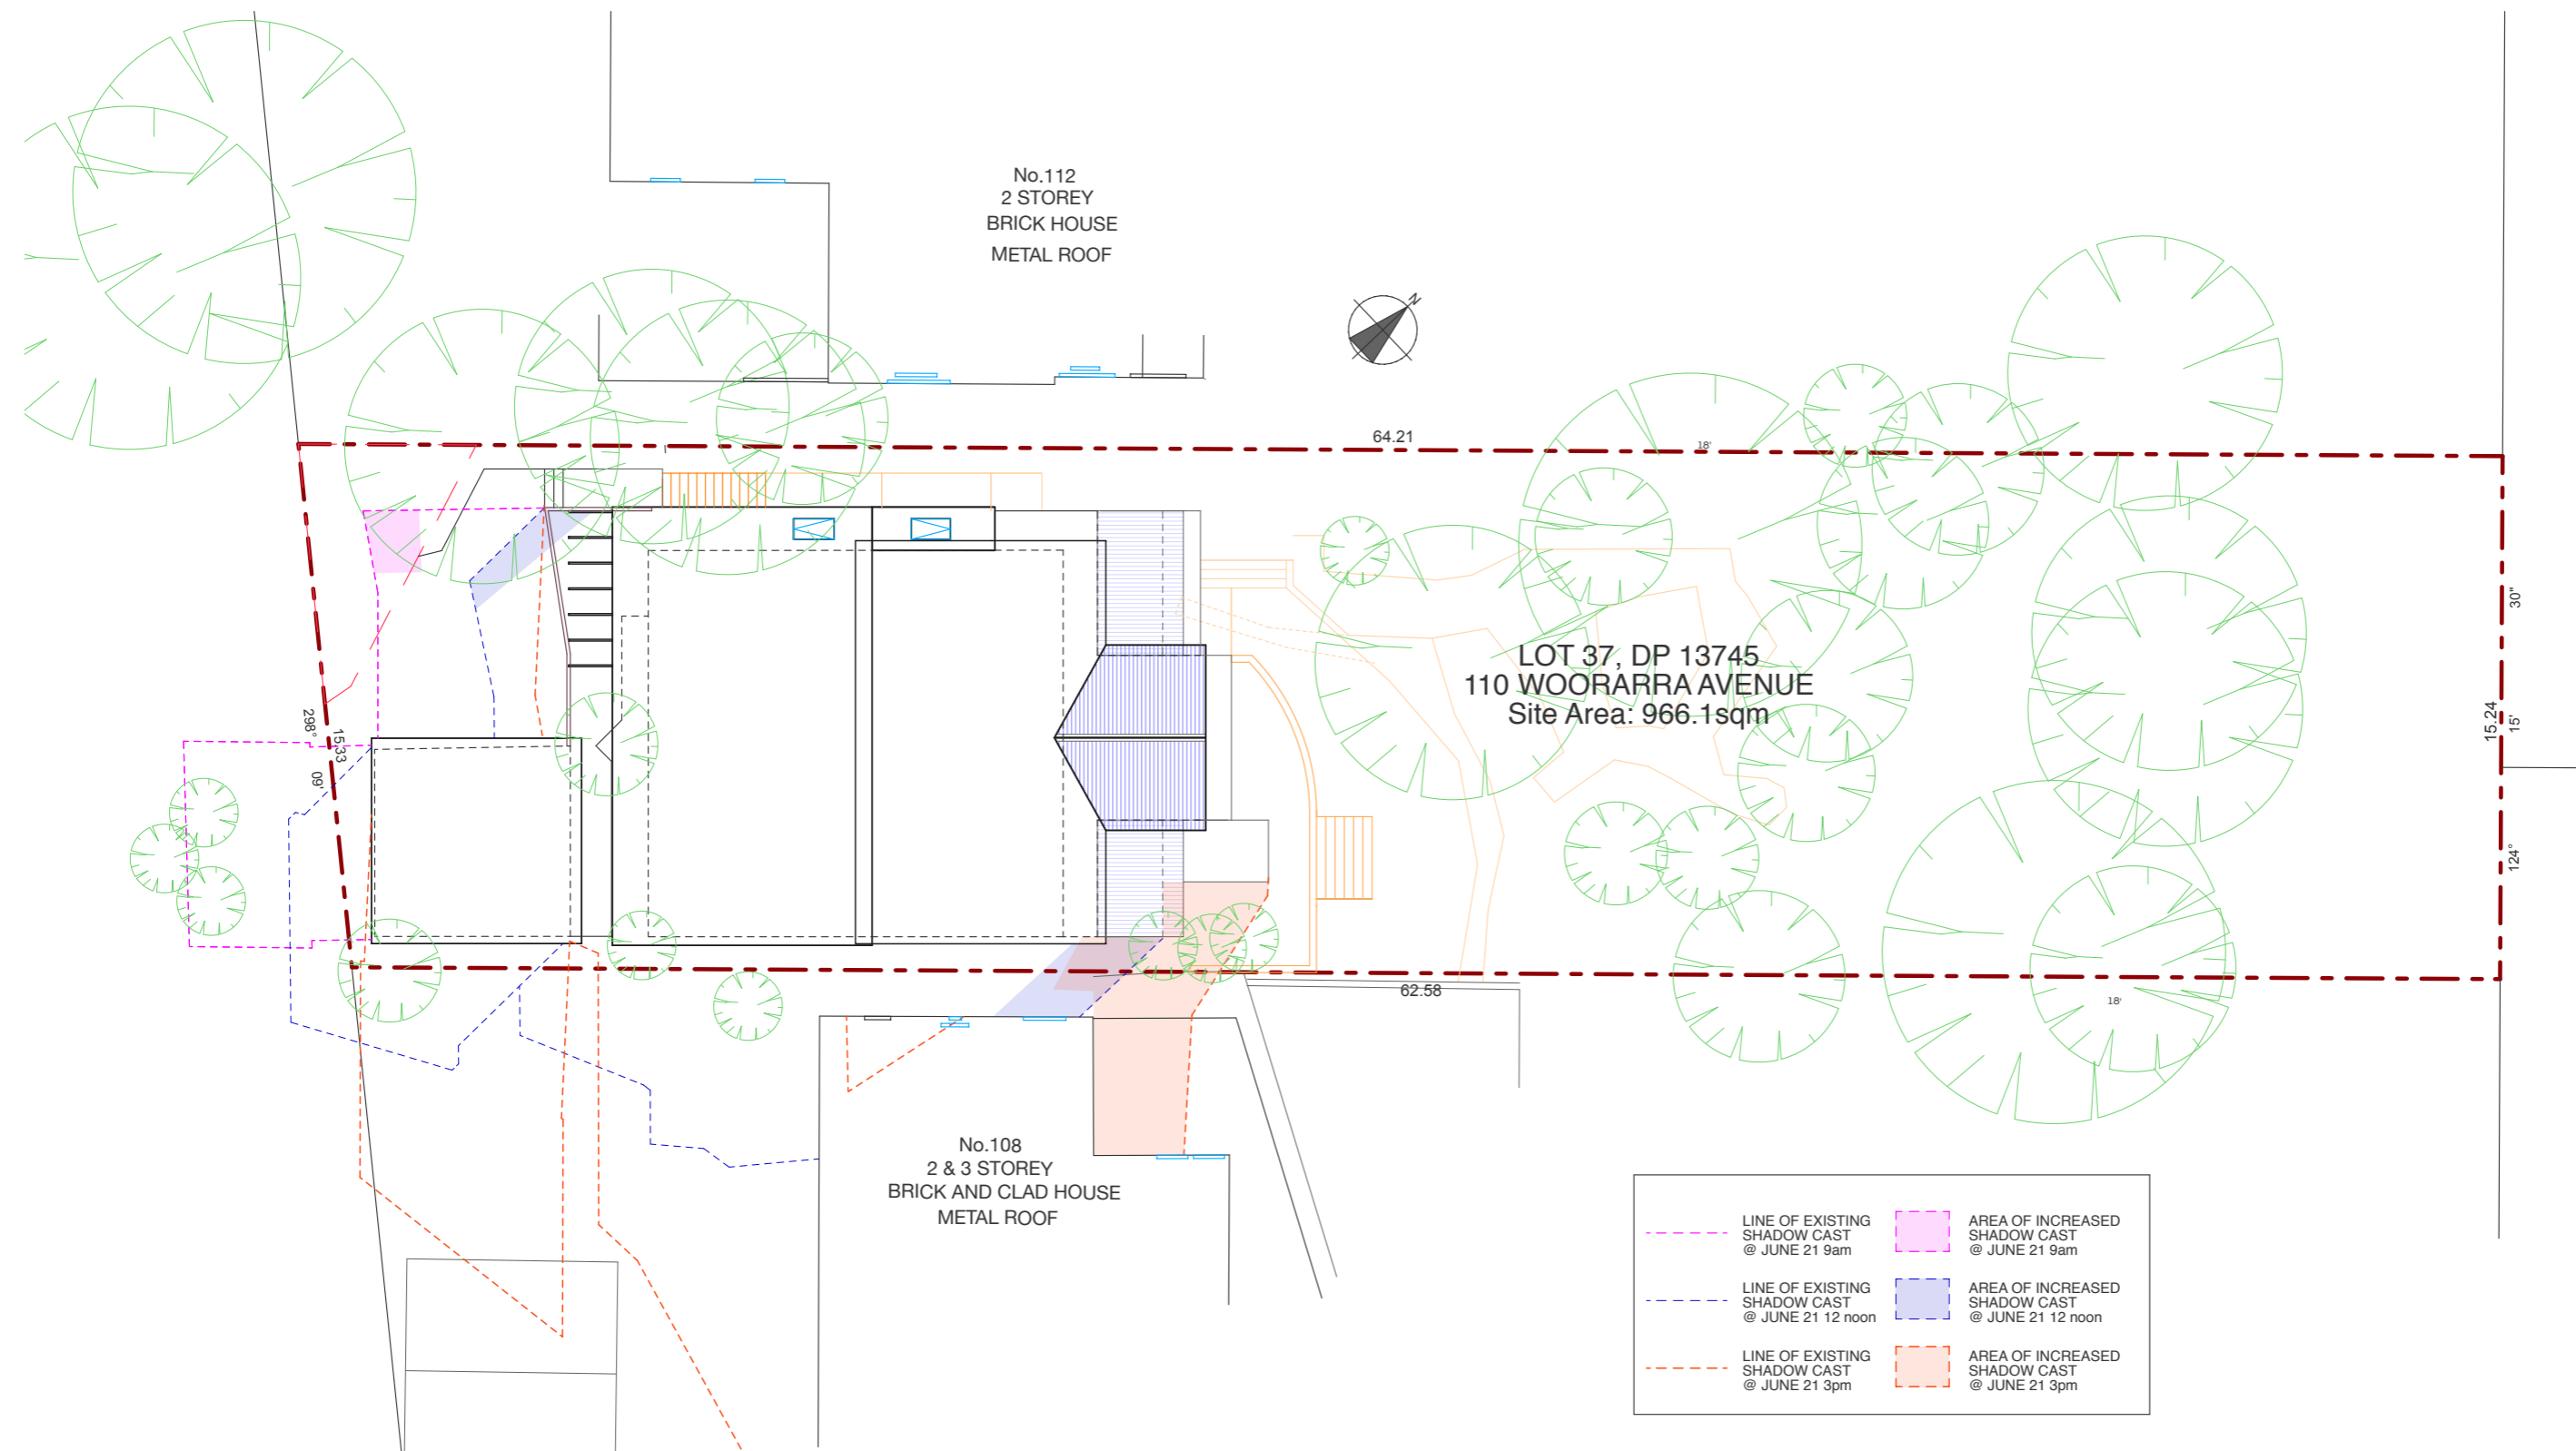 No.112
2 STOREY
BRICK HOUSE
METAL ROOF
N
64.21
18'
30"
LOT 37, DP 13745
110 WOORARRA AVENUE
Site Area: 966.1sqm
298°
15.33
09'
15.24
15'
124°
62.58
18'
No.108
2 & 3 STOREY
BRICK AND CLAD HOUSE
METAL ROOF
LINE OF EXISTING
SHADOW CAST
@ JUNE 21 9am
AREA OF INCREASED
SHADOW CAST
@ JUNE 21 9am
LINE OF EXISTING
SHADOW CAST
@ JUNE 21 12 noon
AREA OF INCREASED
SHADOW CAST
@ JUNE 21 12 noon
LINE OF EXISTING
SHADOW CAST
@ JUNE 21 3pm
AREA OF INCREASED
SHADOW CAST
@ JUNE 21 3pm